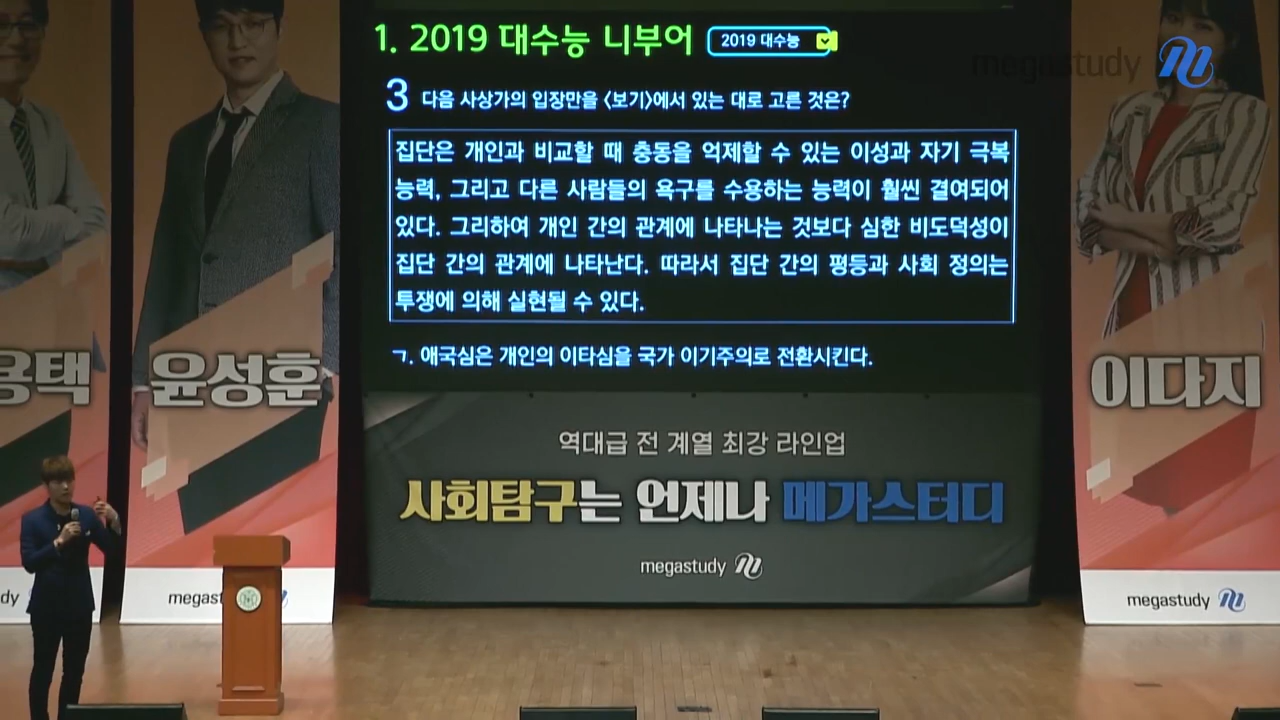 1. 2019 대수능 니부어
2019 대수능
megastudy
3 다음 사상가의 입장만을 <보기>에서 있는 대로 고른 것은?
집단은 개인과 비교할 때 충동을 억제할 수 있는 이성과 자기 극복
능력, 그리고 다른 사람들의 욕구를 수용하는 능력이 훨씬 결여되어
있다. 그리하여 개인 간의 관계에 나타나는 것보다 심한 비도덕성이
집단 간의 관계에 나타난다. 따라서 집단 간의 평등과 사회 정의는
투쟁에 의해 실현될 수 있다.
ㄱ. 애국심은 개인의 이타심을 국가 이기주의로 전환시킨다.
용택
윤성훈
이다지
역대급 전 계열 최강 라인업
사회탐구는 언제나 메가스터디
megastudy
dy
megast
megastudy